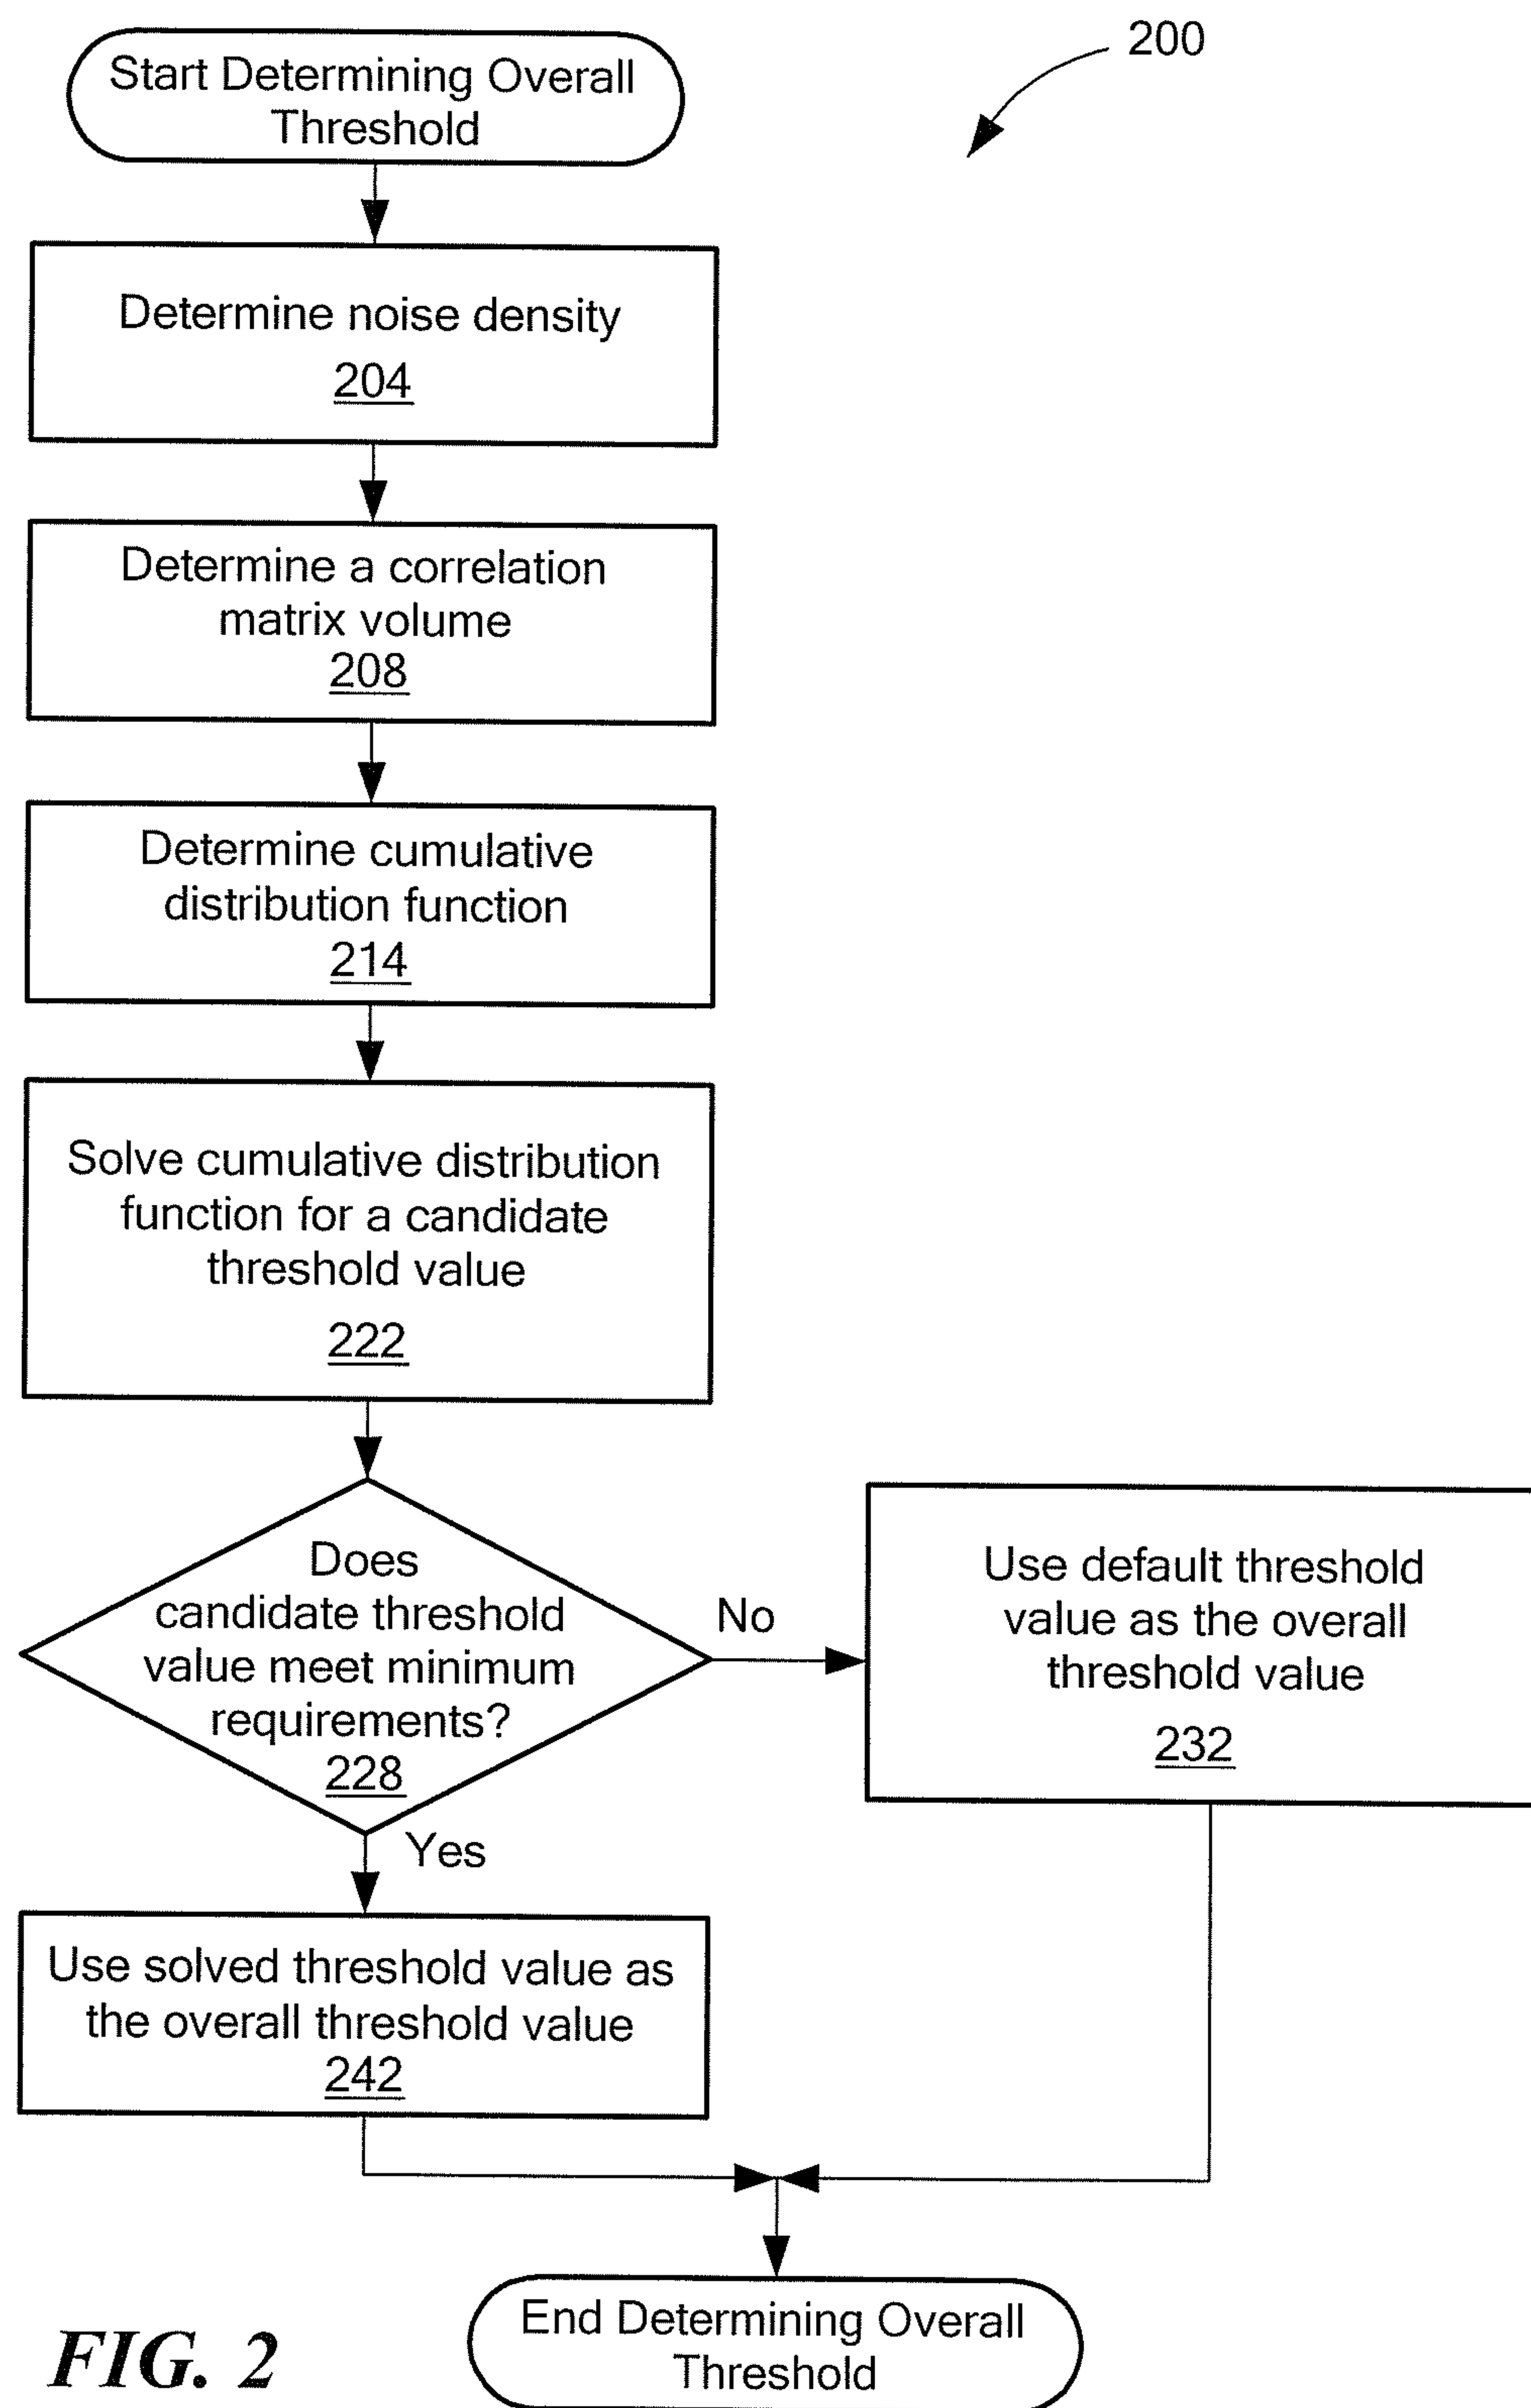 200
Start Determining Overall
Threshold
Determine noise density
204
Determine a correlation
matrix volume
208
Determine cumulative
distribution function
214
Solve cumulative distribution
function for a candidate
threshold value
222
Does
candidate threshold
value meet minimum
requirements?
228
No
Use default threshold
value as the overall
threshold value
232
Yes
Use solved threshold value as
the overall threshold value
242
End Determining Overall
Threshold
FIG. 2